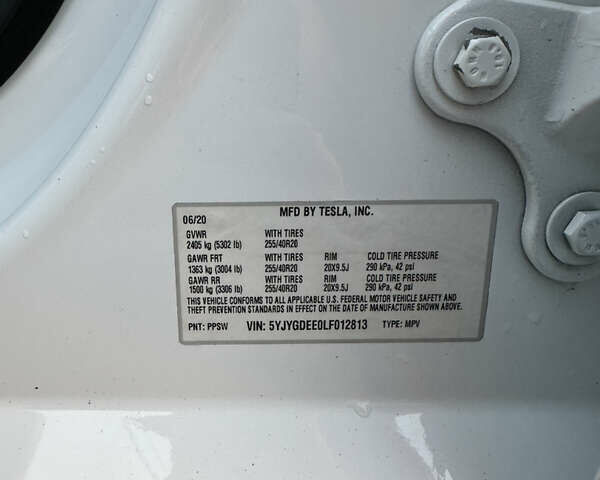 MFD BY TESLA, INC.
06/20
GVWR WITH TIRES
2405 kg (5302 lb) 255/40R20
GAWR FRT WITH TIRES RIM COLD TIRE PRESSURE
1363 kg (3004 lb) 255/40R20 20X9.5J 290 kPa, 42 psi
GAWR RR WITH TIRES RIM COLD TIRE PRESSURE
1500 kg (3306 lb) 255/40R20 20X9.5J 290 kPa, 42 psi
THIS VEHICLE CONFORMS TO ALL APPLICABLE U.S. FEDERAL MOTOR VEHICLE SAFETY AND
THEFT PREVENTION STANDARDS IN EFFECT ON THE DATE OF MANUFACTURE SHOWN ABOVE.
PNT: PPSW VIN: 5YJYGDEE0LF012813 TYPE: MPV